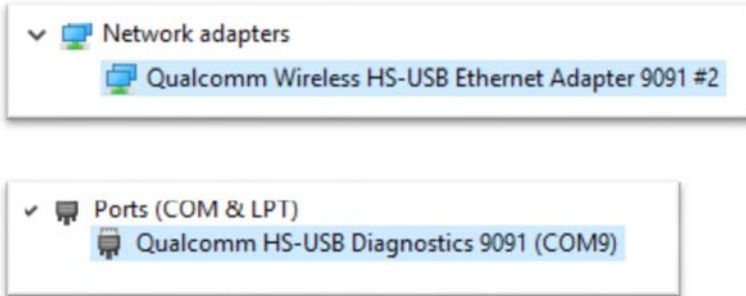 Network adapters
Qualcomm Wireless HS-USB Ethernet Adapter 9091 #2
Ports (COM & LPT)
Qualcomm HS-USB Diagnostics 9091 (COM9)